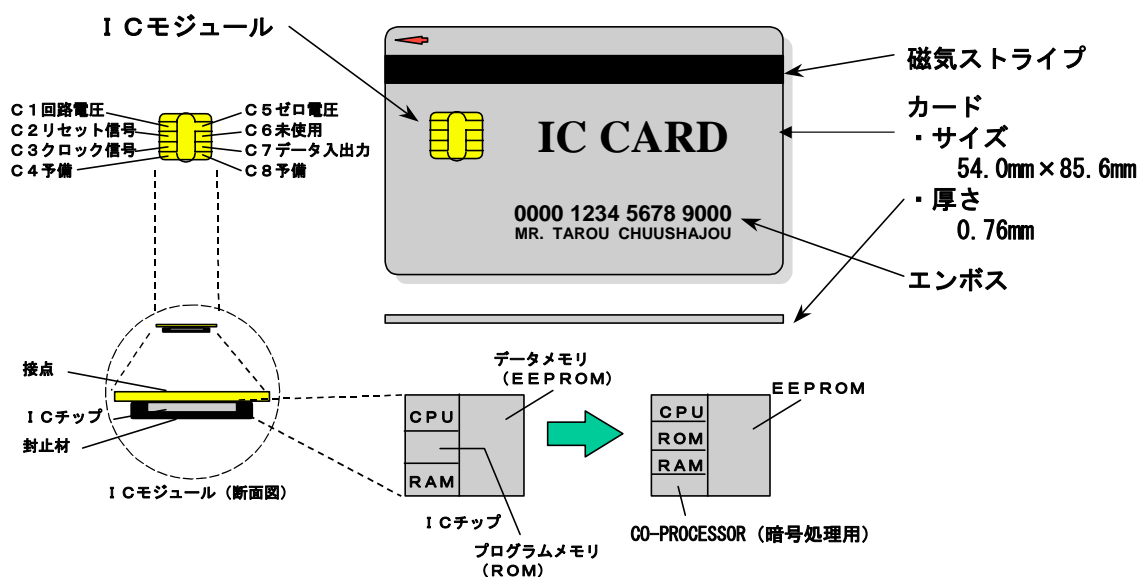 ＩＣモジュール
磁気ストライプ
Ｃ１回路電圧
Ｃ２リセット信号
Ｃ３クロック信号
Ｃ４予備
Ｃ５ゼロ電圧
Ｃ６未使用
Ｃ７データ入出力
Ｃ８予備
IC CARD
0000 1234 5678 9000
MR. TAROU CHUUSHAJOU
カード
・サイズ
54.0mm×85.6mm
・厚さ
0.76mm
エンボス
接点
ＩＣチップ
封止材
ＩＣモジュール（断面図）
データメモリ
（ＥＥＰＲＯＭ）
ＣＰＵ
ＲＡＭ
ＩＣチップ
プログラムメモリ
（ＲＯＭ）
ＥＥＰＲＯＭ
ＣＰＵ
ＲＯＭ
ＲＡＭ
CO-PROCESSOR（暗号処理用）